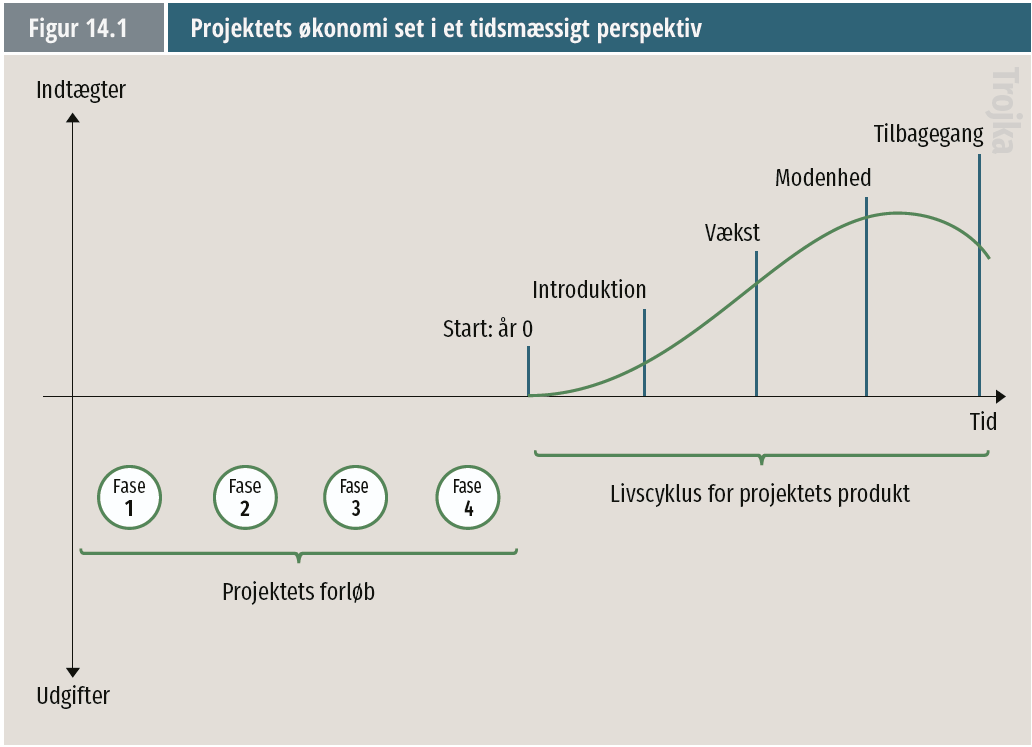 Figur 14.1
Projektets økonomi set i et tidsmæssigt perspektiv
Trojka
Indtægter
Tilbagegang
Modenhed
Vækst
Introduktion
Start: år 0
Tid
Fase
1
Fase
2
Fase
3
Fase
4
Livscyklus for projektets produkt
Projektets forløb
Udgifter